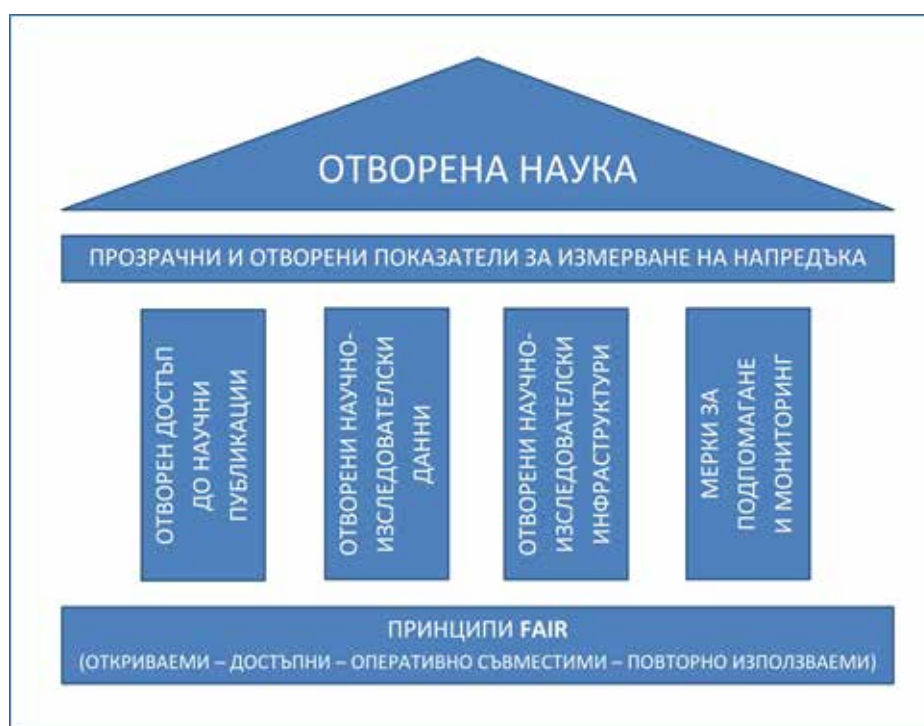 ОТВОРЕНА НАУКА
ПРОЗРАЧНИ И ОТВОРЕНИ ПОКАЗАТЕЛИ ЗА ИЗМЕРВАНЕ НА НАПРЕДЪКА
ОТВОРЕН ДОСТЪП
ДО НАУЧНИ
ПУБЛИКАЦИИ
ОТВОРЕНИ НАУЧНО-
ИЗСЛЕДОВАТЕЛСКИ
ДАННИ
ОТВОРЕНИ НАУЧНО-
ИЗСЛЕДОВАТЕЛСКИ
ИНФРАСТРУКТУРИ
МЕРКИ ЗА
ПОДПОМАГАНЕ
И МОНИТОРИНГ
ПРИНЦИПИ FAIR
(ОТКРИВАЕМИ – ДОСТЪПНИ – ОПЕРАТИВНО СЪВМЕСТИМИ – ПОВТОРНО ИЗПОЛЗВАЕМИ)